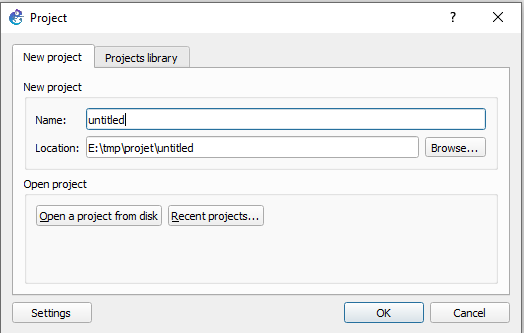 Project
?
New project
Projects library
New project
Name: untitled
Location: E:\tmp\projet\untitled Browse...
Open project
Open a project from disk Recent projects...
Settings OK Cancel